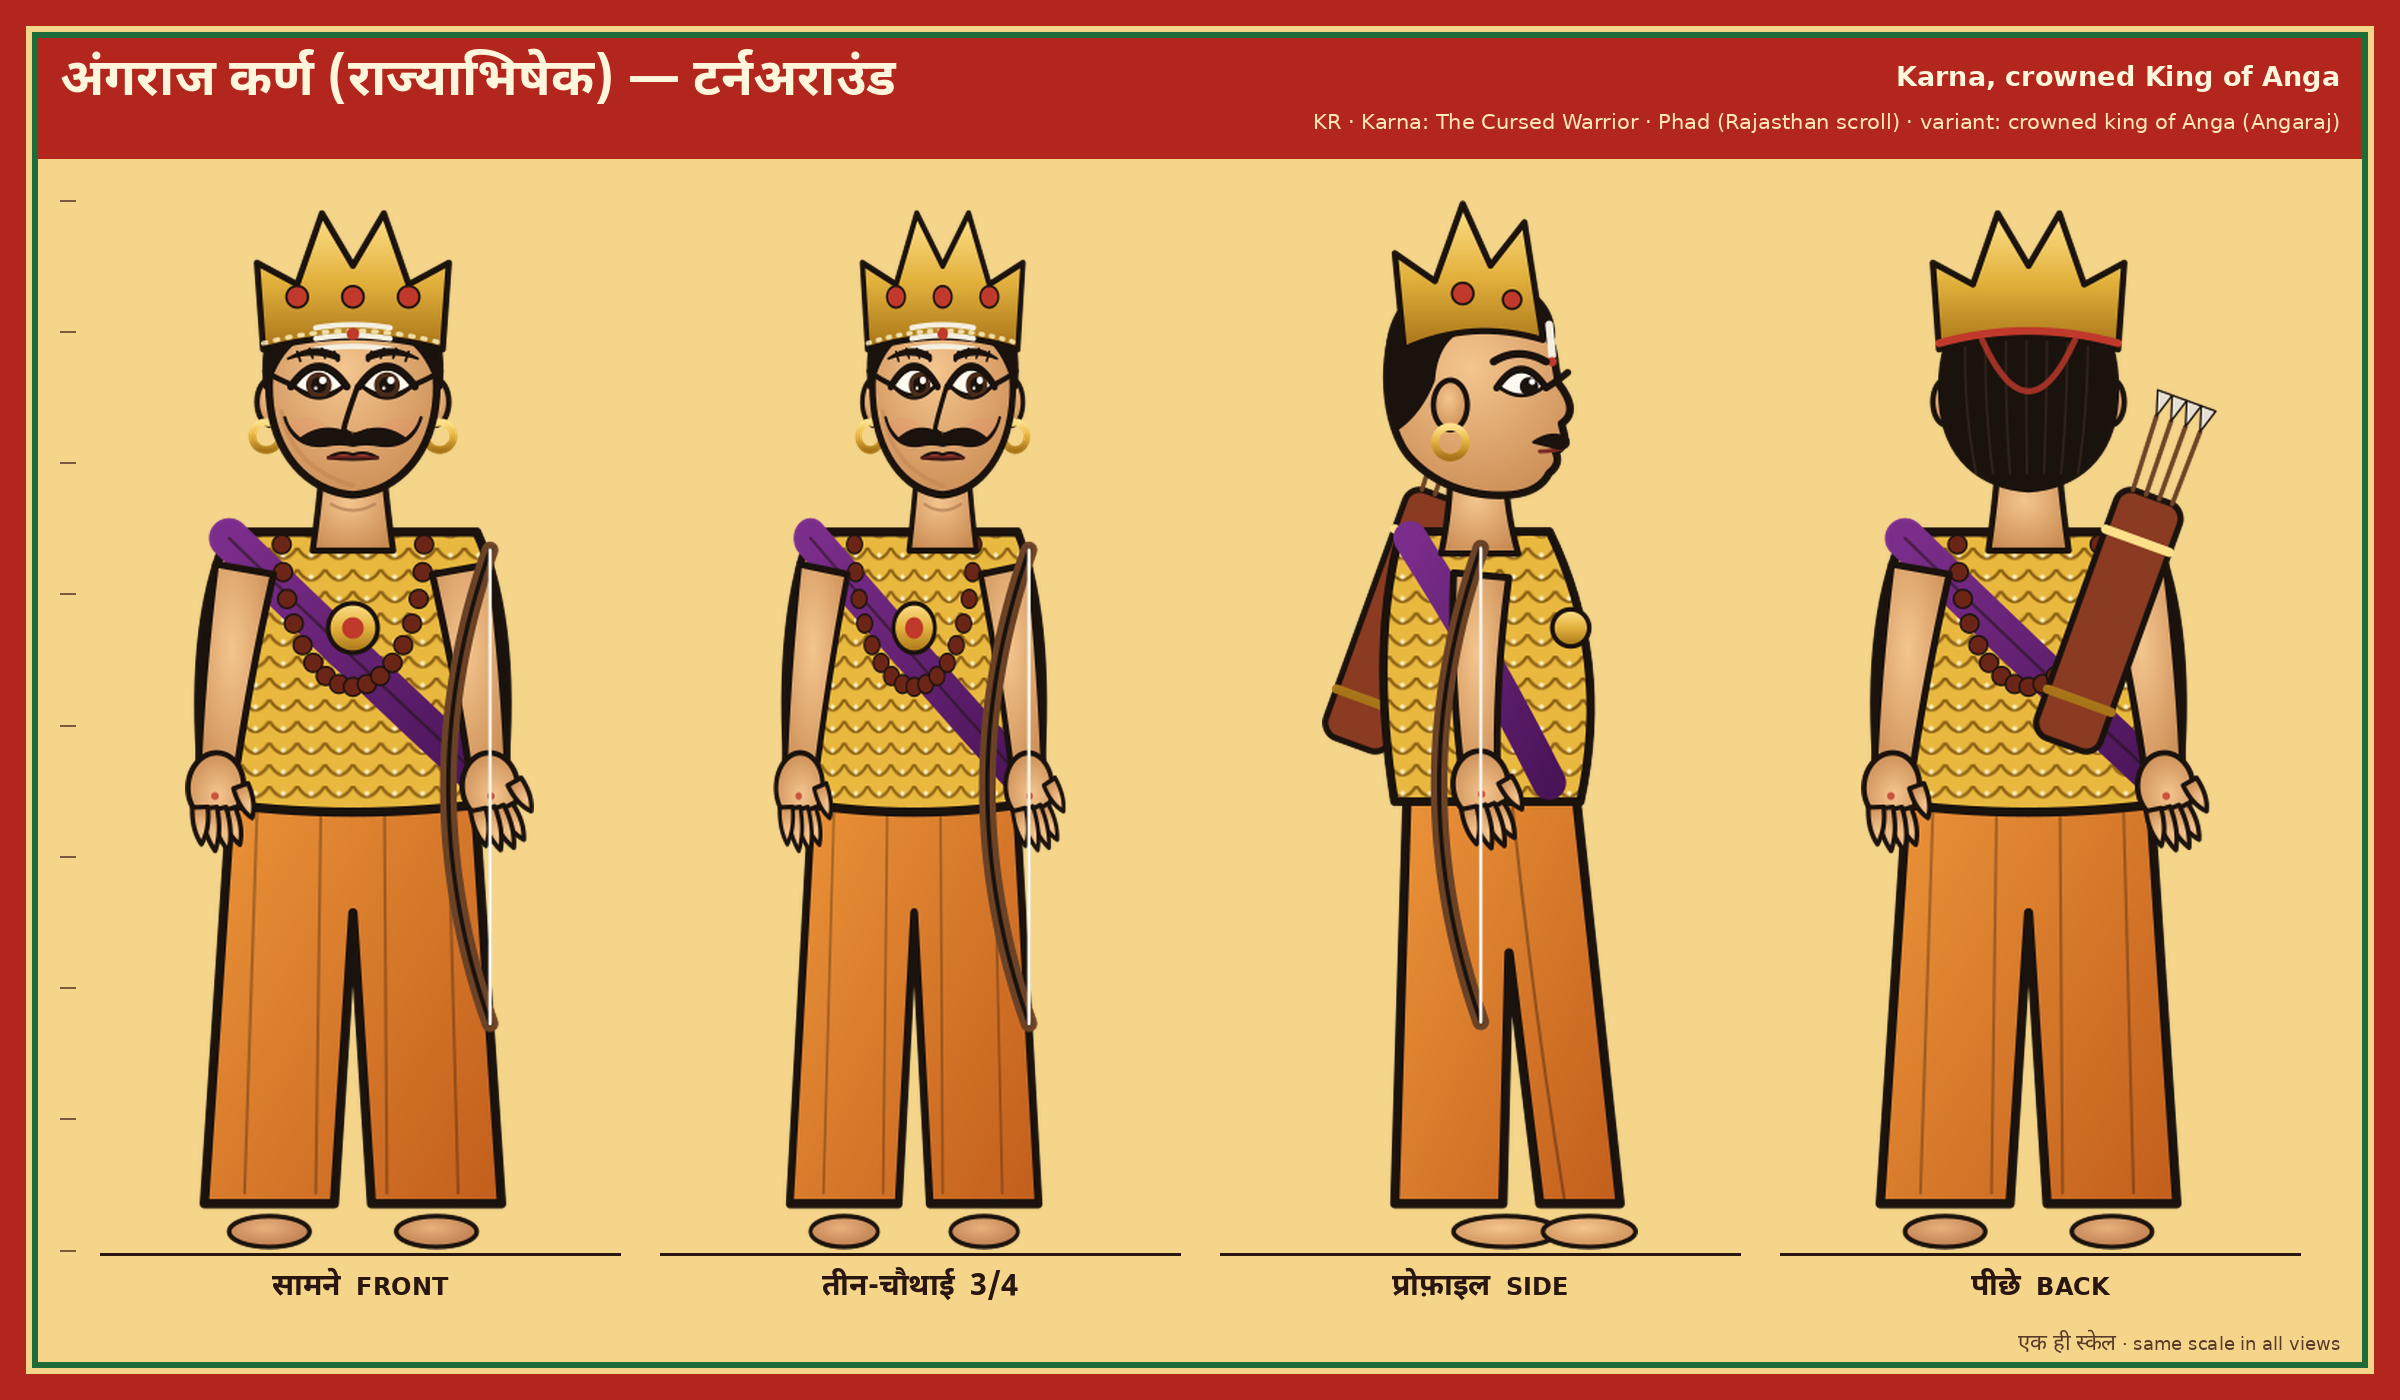 अंगराज कर्ण (राज्याभिषेक) — टर्नअराउंड
Karna, crowned King of Anga
KR · Karna: The Cursed Warrior · Phad (Rajasthan scroll) · variant: crowned king of Anga (Angaraj)
सामने FRONT
तीन-चौथाई 3/4
प्रोफ़ाइल SIDE
पीछे BACK
एक ही स्केल · same scale in all views